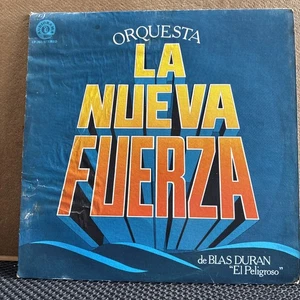 ORQUESTA
LA
NUEVA
FUERZA
de BLAS DURAN
"El Peligroso"